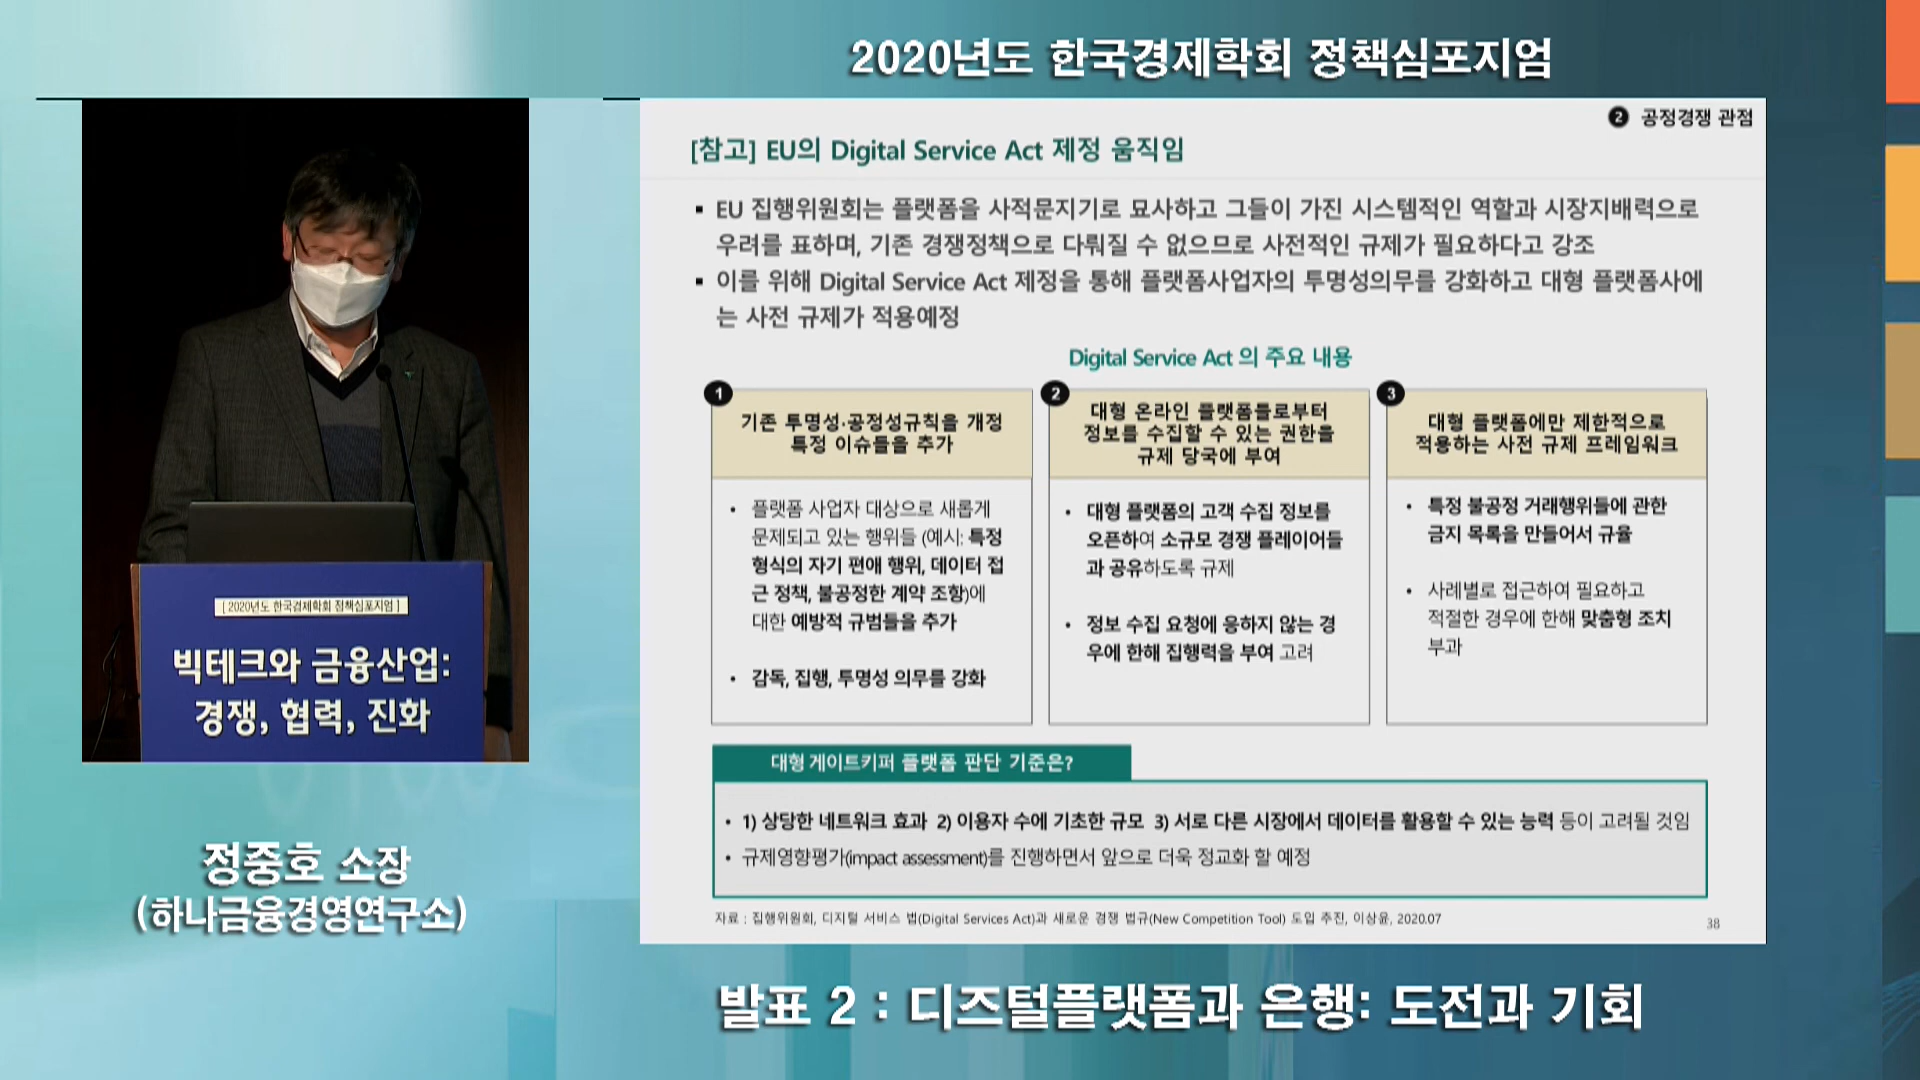 2020년도 한국경제학회 정책심포지엄
❷ 공정경쟁 관점
[참고] EU의 Digital Service Act 제정 움직임
▪ EU 집행위원회는 플랫폼을 사적문지기로 묘사하고 그들이 가진 시스템적인 역할과 시장지배력으로
우려를 표하며, 기존 경쟁정책으로 다뤄질 수 없으므로 사전적인 규제가 필요하다고 강조
▪ 이를 위해 Digital Service Act 제정을 통해 플랫폼사업자의 투명성의무를 강화하고 대형 플랫폼사에
는 사전 규제가 적용예정
Digital Service Act 의 주요 내용
1
기존 투명성·공정성규칙을 개정
특정 이슈들을 추가
• 플랫폼 사업자 대상으로 새롭게
문제되고 있는 행위들 (예시: 특정
형식의 자기 편애 행위, 데이터 접
근 정책, 불공정한 계약 조항)에
대한 예방적 규범들을 추가
• 감독, 집행, 투명성 의무를 강화
2
대형 온라인 플랫폼들로부터
정보를 수집할 수 있는 권한을
규제 당국에 부여
• 대형 플랫폼의 고객 수집 정보를
오픈하여 소규모 경쟁 플레이어들
과 공유하도록 규제
• 정보 수집 요청에 응하지 않는 경
우에 한해 집행력을 부여 고려
3
대형 플랫폼에만 제한적으로
적용하는 사전 규제 프레임워크
• 특정 불공정 거래행위들에 관한
금지 목록을 만들어서 규율
• 사례별로 접근하여 필요하고
적절한 경우에 한해 맞춤형 조치
부과
대형 게이트키퍼 플랫폼 판단 기준은?
• 1) 상당한 네트워크 효과 2) 이용자 수에 기초한 규모 3) 서로 다른 시장에서 데이터를 활용할 수 있는 능력 등이 고려될 것임
• 규제영향평가(impact assessment)를 진행하면서 앞으로 더욱 정교화 할 예정
자료 : 집행위원회, 디지털 서비스 법(Digital Services Act)과 새로운 경쟁 법규(New Competition Tool) 도입 추진, 이상윤, 2020.07
38
[ 2020년도 한국경제학회 정책심포지엄 ]
빅테크와 금융산업:
경쟁, 협력, 진화
정중호 소장
(하나금융경영연구소)
발표 2 : 디즈털플랫폼과 은행: 도전과 기회